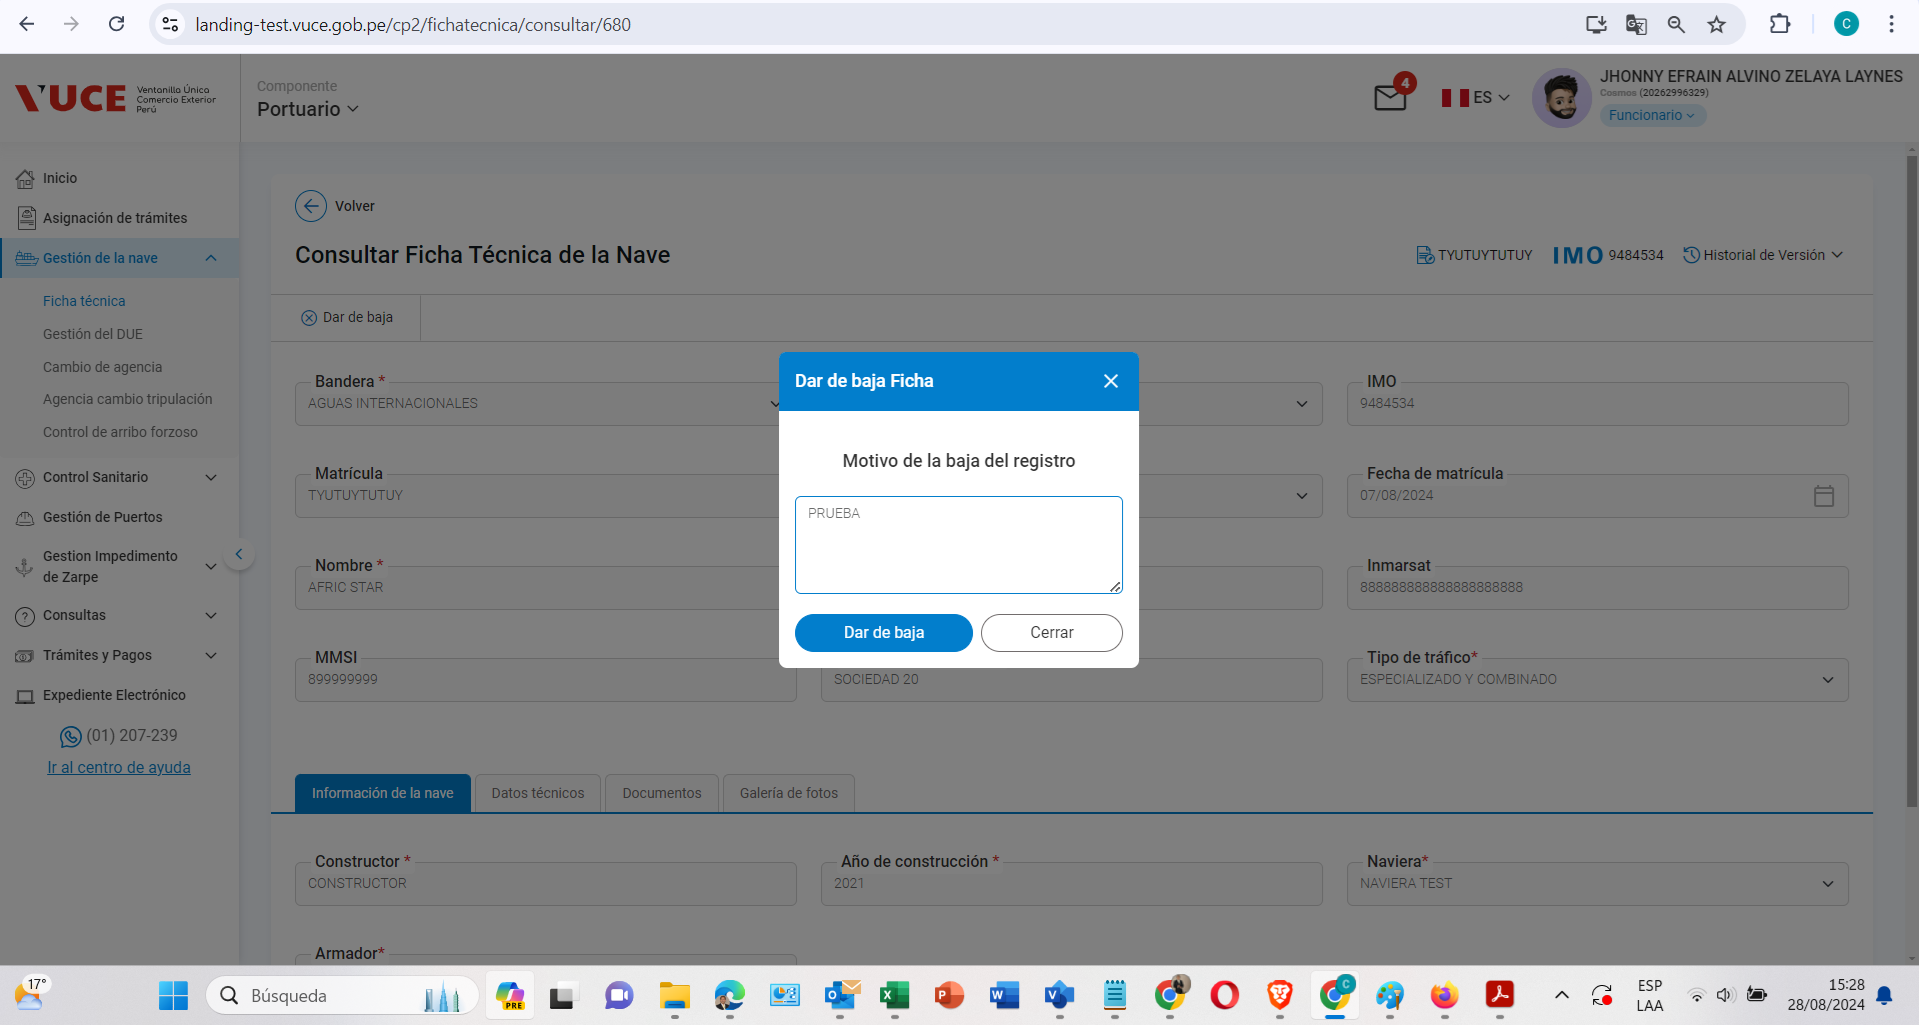 landing-test.vuce.gob.pe/cp2/fichatecnica/consultar/680
C
VUCE
Ventanilla Única
Comercio Exterior
Perú
Componente
Portuario
4
ES
JHONNY EFRAIN ALVINO ZELAYA LAYNES
Cosmos (20262996329)
Funcionario
Inicio
Asignación de trámites
Gestión de la nave
Ficha técnica
Gestión del DUE
Cambio de agencia
Agencia cambio tripulación
Control de arribo forzoso
Control Sanitario
Gestión de Puertos
Gestion Impedimento
de Zarpe
Consultas
Trámites y Pagos
Expediente Electrónico
(01) 207-239
Ir al centro de ayuda
Volver
Consultar Ficha Técnica de la Nave
TYUTUYTUTUY
IMO 9484534
Historial de Versión
Dar de baja
Bandera *
AGUAS INTERNACIONALES
IMO
9484534
Matrícula
TYUTUYTUTUY
Fecha de matrícula
07/08/2024
Nombre *
AFRIC STAR
Inmarsat
888888888888888888888
MMSI
899999999
SOCIEDAD 20
Tipo de tráfico*
ESPECIALIZADO Y COMBINADO
Dar de baja Ficha
Motivo de la baja del registro
PRUEBA
Dar de baja
Cerrar
Información de la nave
Datos técnicos
Documentos
Galería de fotos
Constructor *
CONSTRUCTOR
Año de construcción *
2021
Naviera*
NAVIERA TEST
Armador*
17°
Búsqueda
PRE
C
ESP
LAA
15:28
28/08/2024